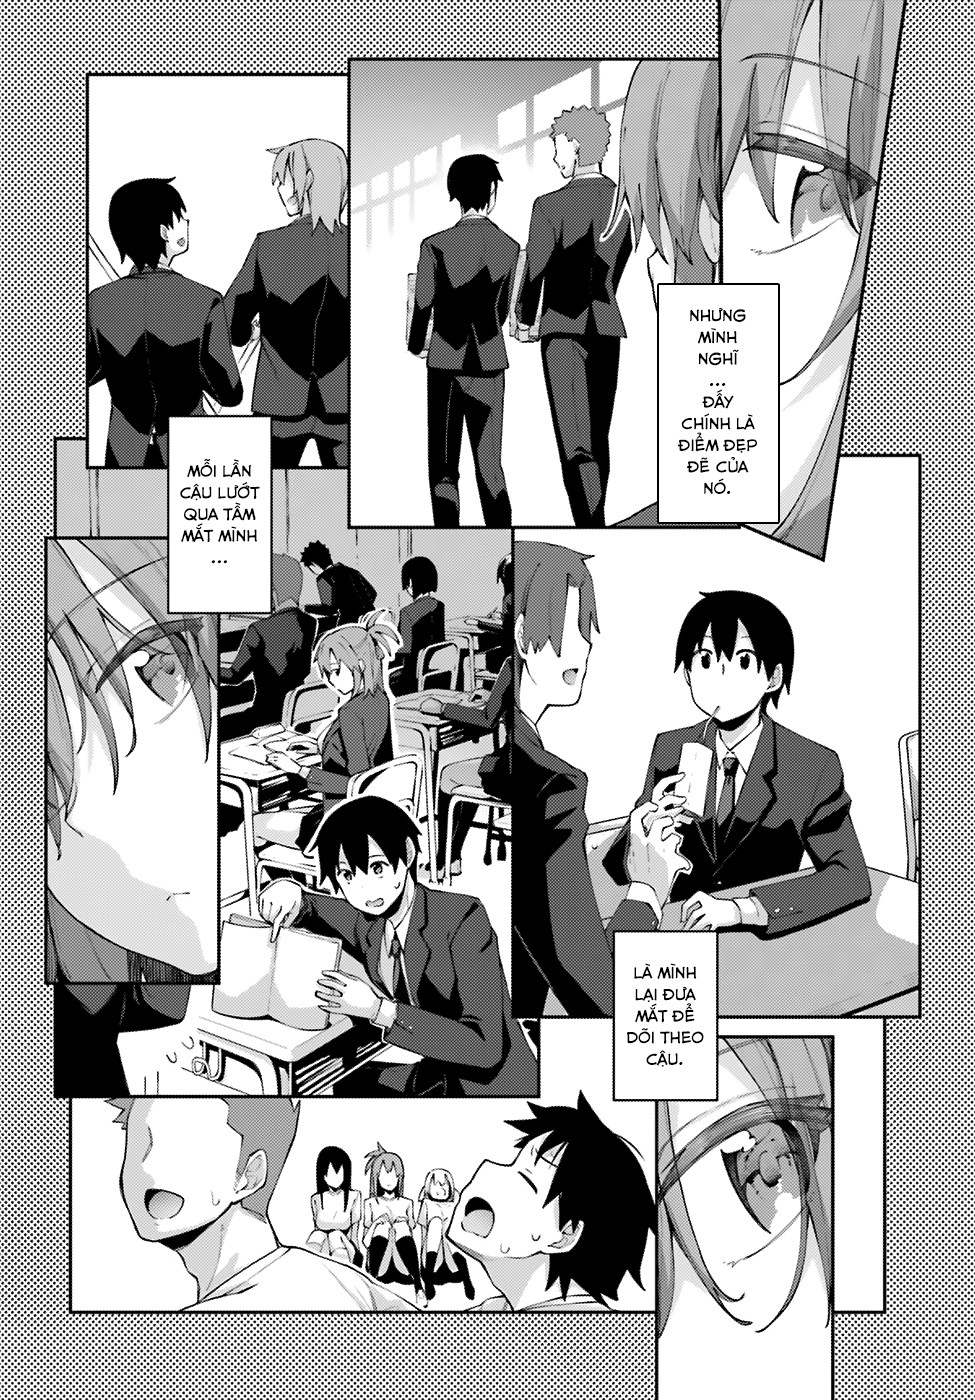 NHƯNG
MÌNH
NGHĨ
...
ĐẤY
CHÍNH LÀ
ĐIỂM ĐẸP
ĐẼ CỦA
NÓ.
MỖI LẦN
CẬU LƯỚT
QUA TẦM
MẮT MÌNH
...
LÀ MÌNH
LẠI ĐƯA
MẮT ĐỂ
DÕI THEO
CẬU.